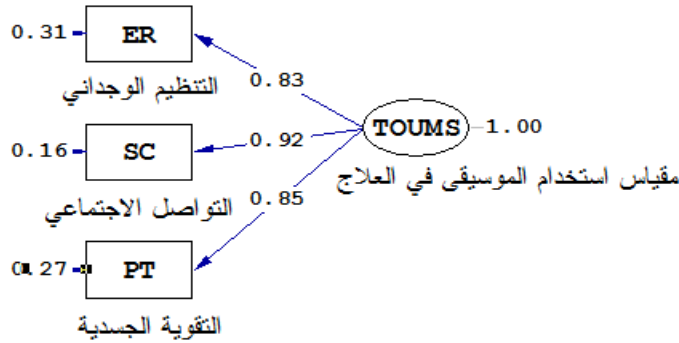 0.31 ER
0.83
التنظيم الوجداني
0.16 SC 0.92 TOUMS 1.00
مقياس استخدام الموسيقى في العلاج
التواصل الاجتماعي
0.85
0.27 PT
التقوية الجسدية